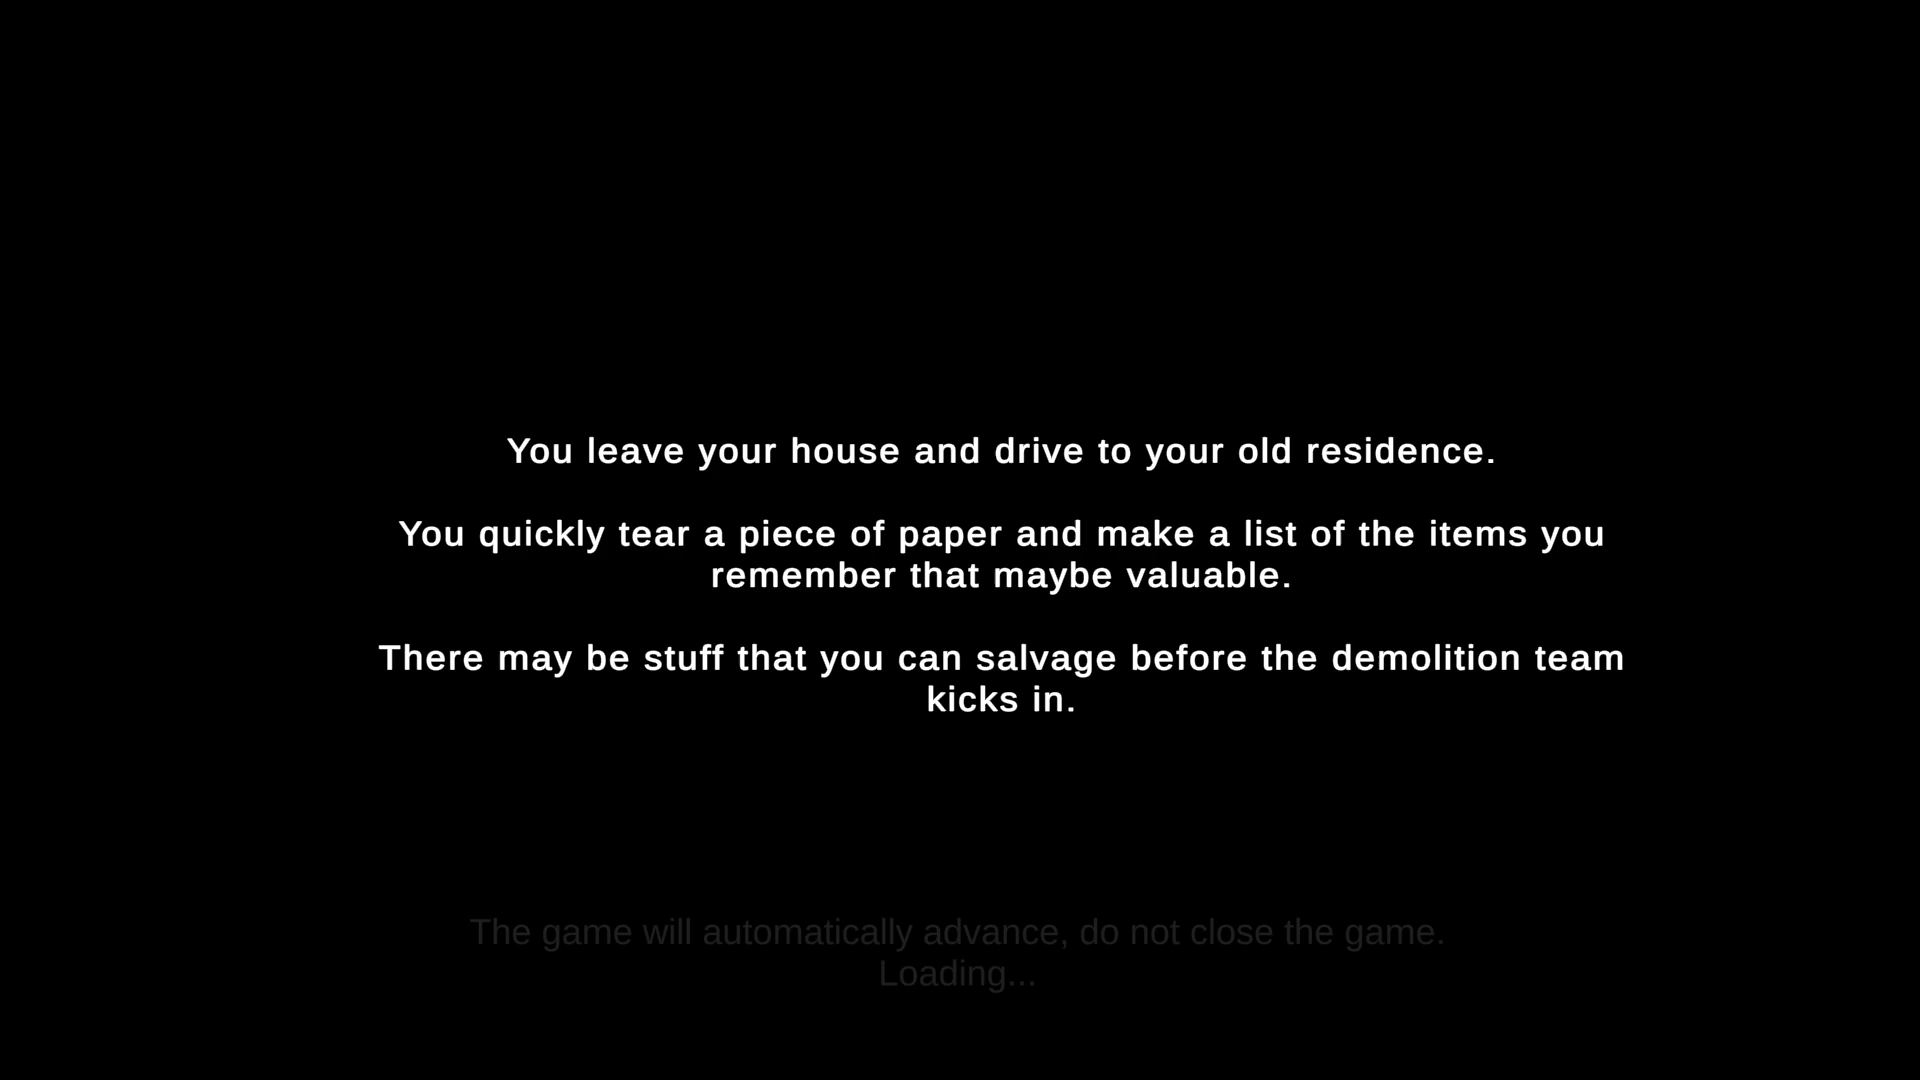 You leave your house and drive to your old residence.
You quickly tear a piece of paper and make a list of the items you
remember that maybe valuable.
There may be stuff that you can salvage before the demolition team
kicks in.
The game will automatically advance, do not close the game.
Loading...